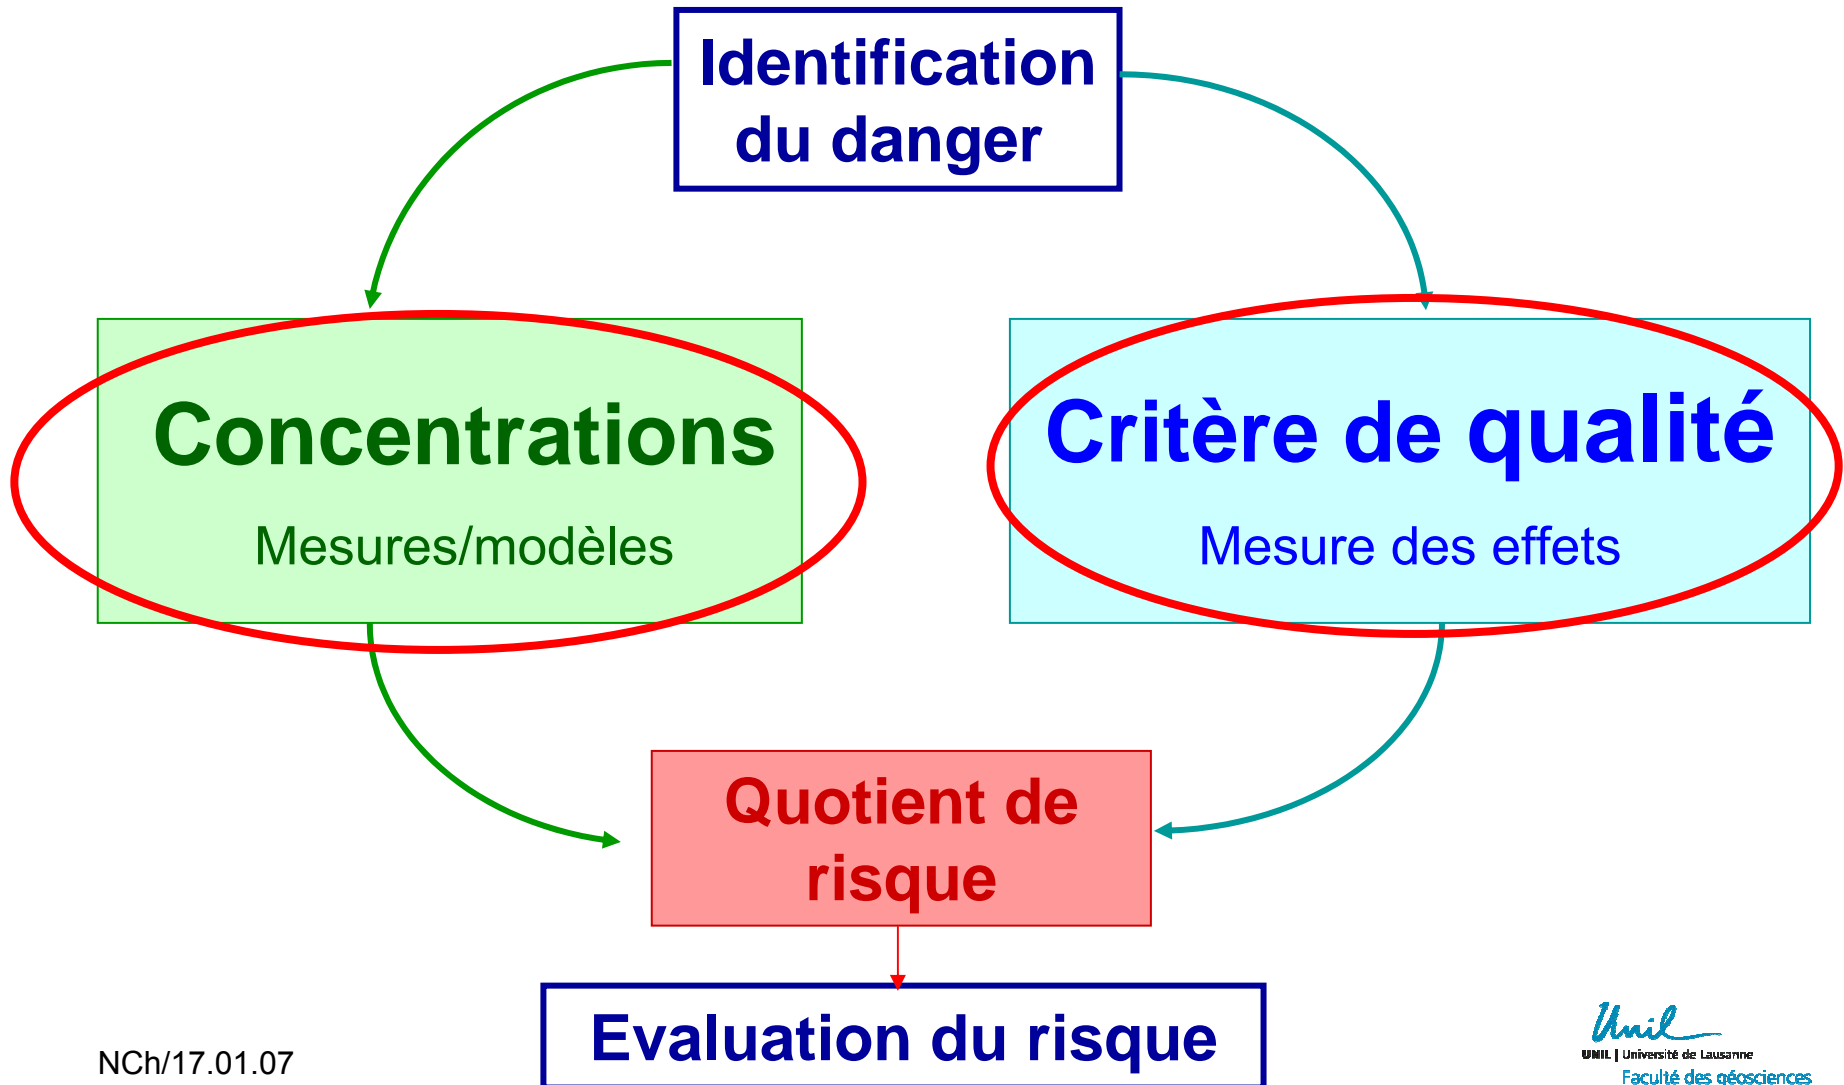 Identification
du danger
Concentrations
Mesures/modèles
Critère de qualité
Mesure des effets
Quotient de
risque
Evaluation du risque
NCh/17.01.07
Unil
UNIL | Université de Lausanne
Faculté des géosciences